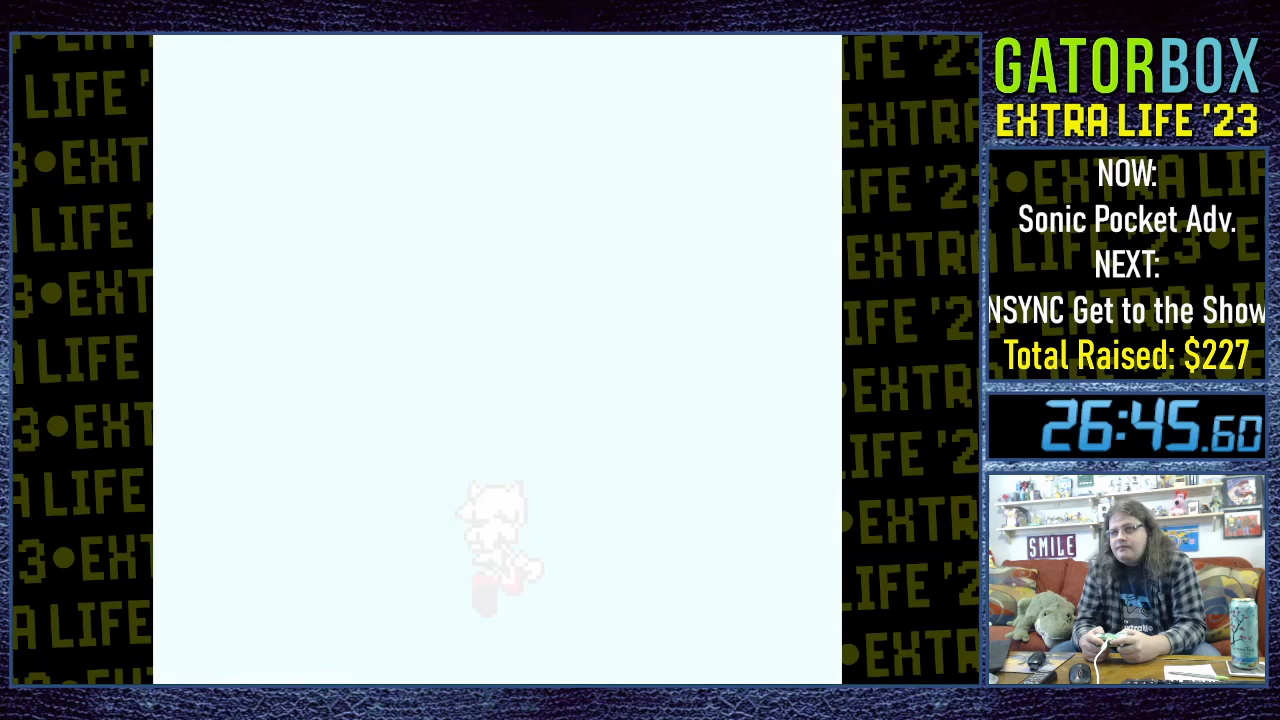 GATORBOX
EXTRA LIFE '23
NOW:
Sonic Pocket Adv.
NEXT:
NSYNC Get to the Show
Total Raised: $227
26:45.60
SMILE